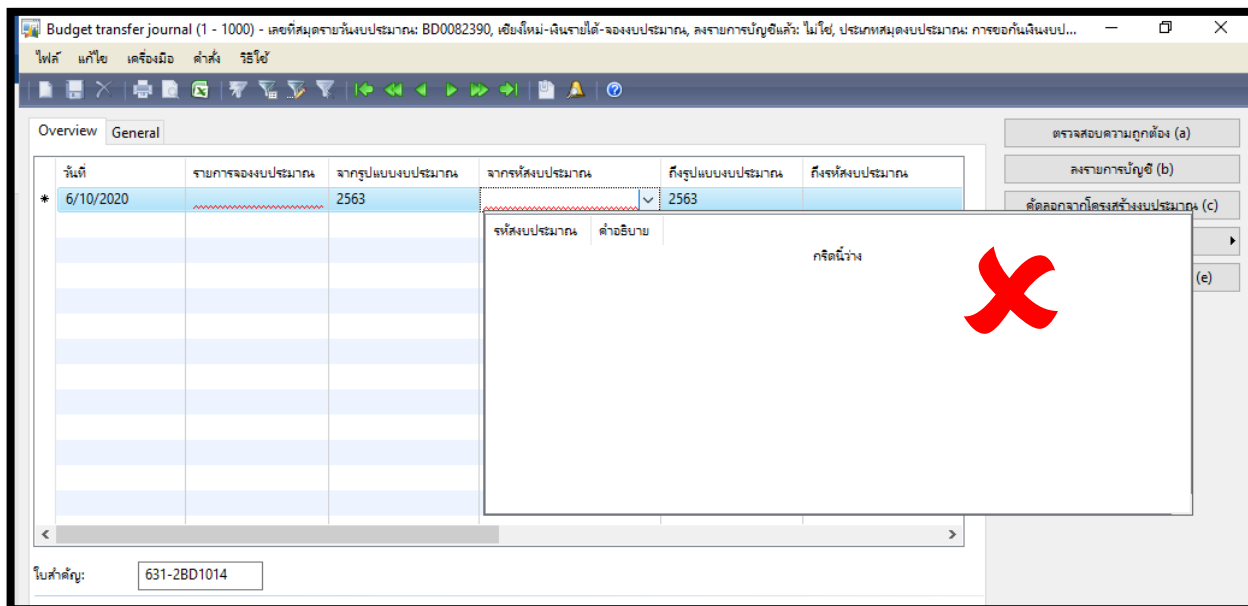 Budget transfer journal (1 - 1000) - เลขที่สมุดรายวันงบประมาณ: BD0082390, เชียงใหม่-เงินรายได้-จองงบประมาณ, ลงรายการบัญชีแล้ว: ไม่ใช่, ประเภทสมุดงบประมาณ: การขอกันเงินงบป...
ไฟล์ แก้ไข เครื่องมือ คำสั่ง วิธีใช้
Overview General
ตรวจสอบความถูกต้อง (a)
ลงรายการบัญชี (b)
คัดลอกจากโครงสร้างงบประมาณ (c)
(e)
วันที่ รายการจองงบประมาณ จากรูปแบบงบประมาณ จากรหัสงบประมาณ ถึงรูปแบบงบประมาณ ถึงรหัสงบประมาณ
* 6/10/2020 2563 2563
รหัสงบประมาณ คำอธิบาย
กริดนี้ว่าง
ใบสำคัญ: 631-2BD1014